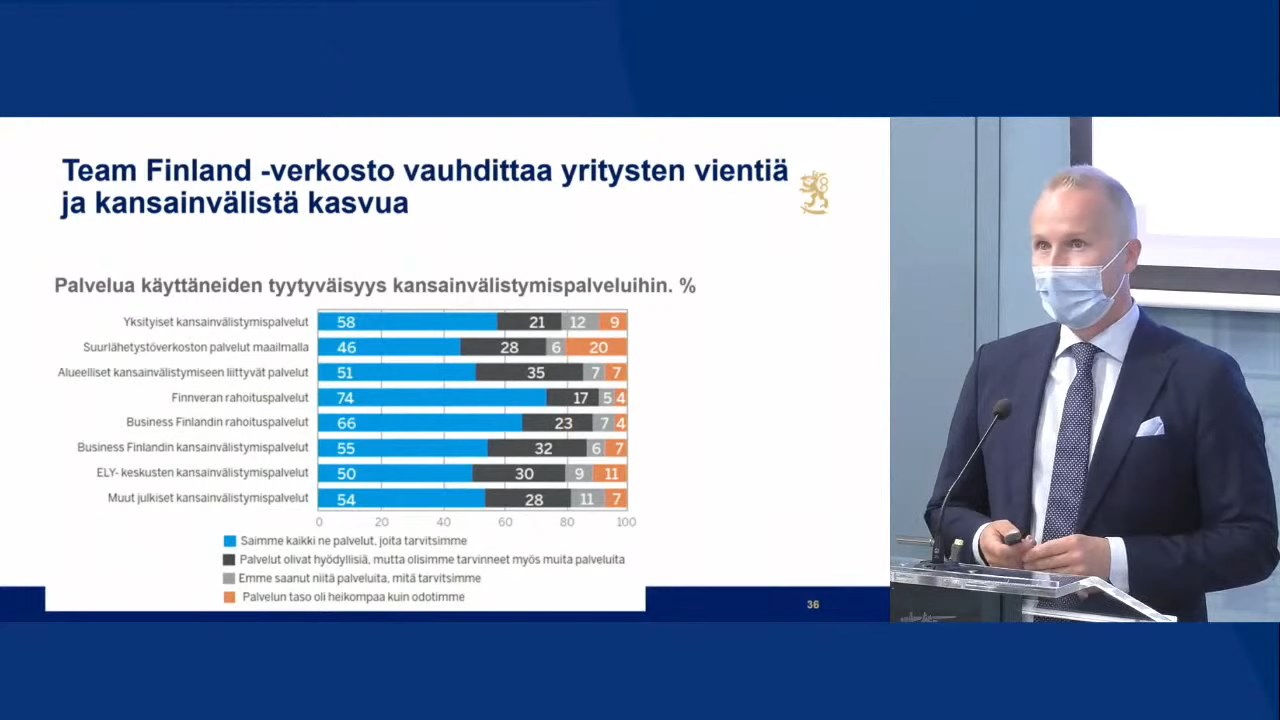 Team Finland -verkosto vauhdittaa yritysten vientiä
ja kansainvälistä kasvua
Palvelua käyttäneiden tyytyväisyys kansainvälistymispalveluihin. %
Yksityiset kansainvälistymispalvelut 58 21 12 9
Suurlähetystöverkoston palvelut maailmalla 46 28 6 20
Alueelliset kansainvälistymiseen liittyvät palvelut 51 35 7 7
Finnveran rahoituspalvelut 74 17 5 4
Business Finlandin rahoituspalvelut 66 23 7 4
Business Finlandin kansainvälistymispalvelut 55 32 6 7
ELY- keskusten kansainvälistymispalvelut 50 30 9 11
Muut julkiset kansainvälistymispalvelut 54 28 11 7
0 20 40 60 80 100
Saimme kaikki ne palvelut, joita tarvitsimme
Palvelut olivat hyödyllisiä, mutta olisimme tarvinneet myös muita palveluita
Emme saanut niitä palveluita, mitä tarvitsimme
Palvelun taso oli heikompaa kuin odotimme
36